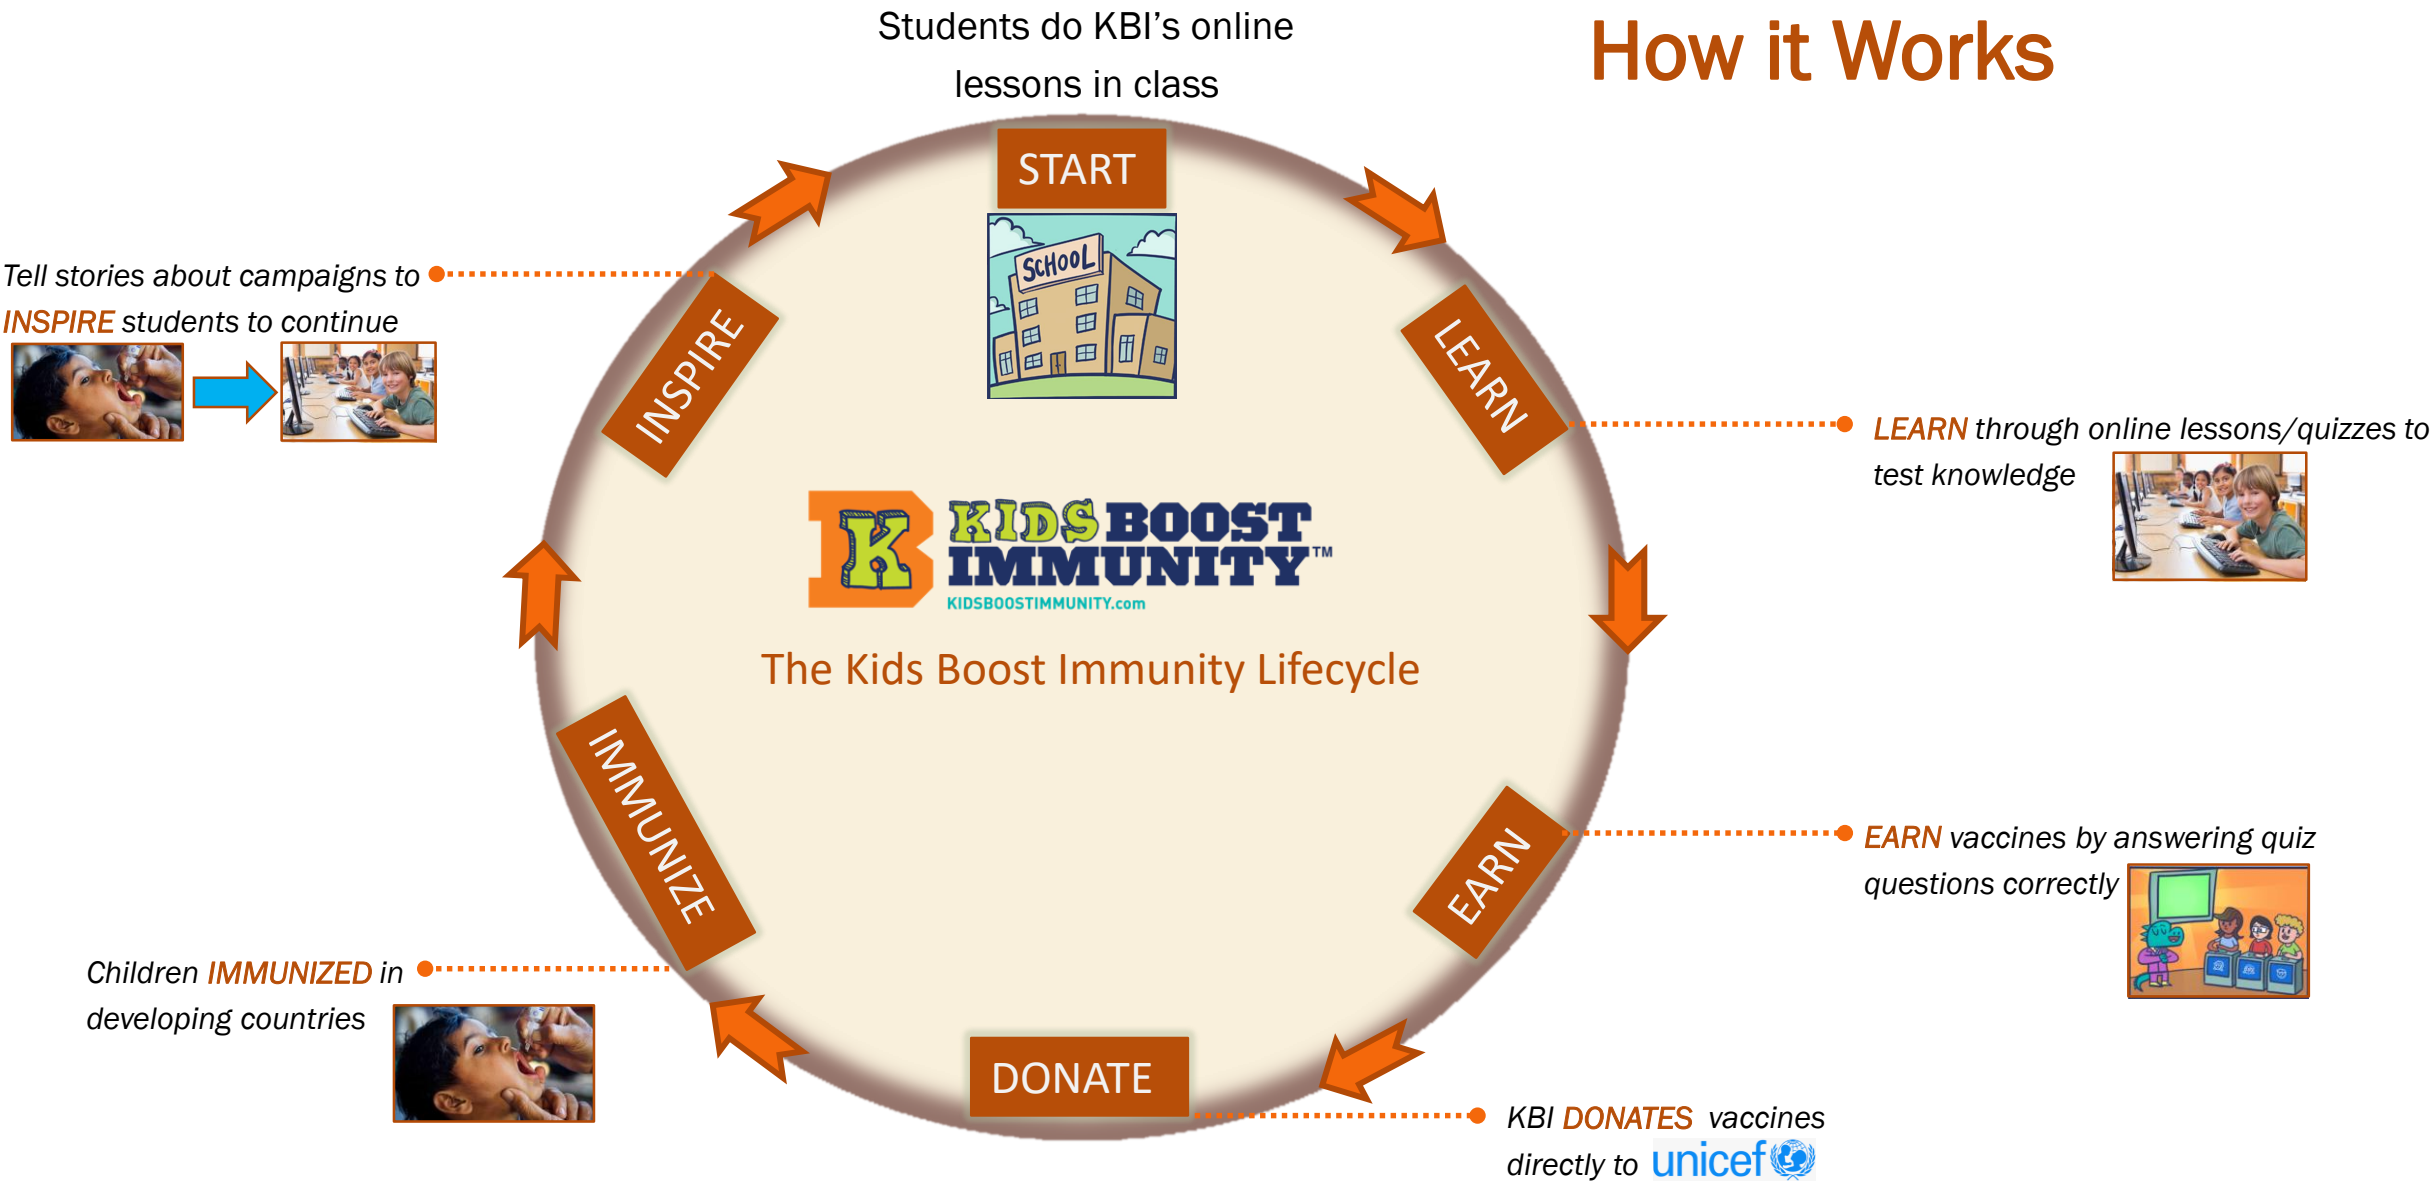 How it Works
Students do KBI's online
lessons in class
START
SCHOOL
LEARN
LEARN through online lessons/quizzes to
test knowledge
EARN
EARN vaccines by answering quiz
questions correctly
DONATE
KBI DONATES vaccines
directly to unicef
IMMUNIZE
Children IMMUNIZED in
developing countries
INSPIRE
Tell stories about campaigns to
INSPIRE students to continue
B K
KIDS BOOST
IMMUNITY™
KIDSBOOSTIMMUNITY.com
The Kids Boost Immunity Lifecycle